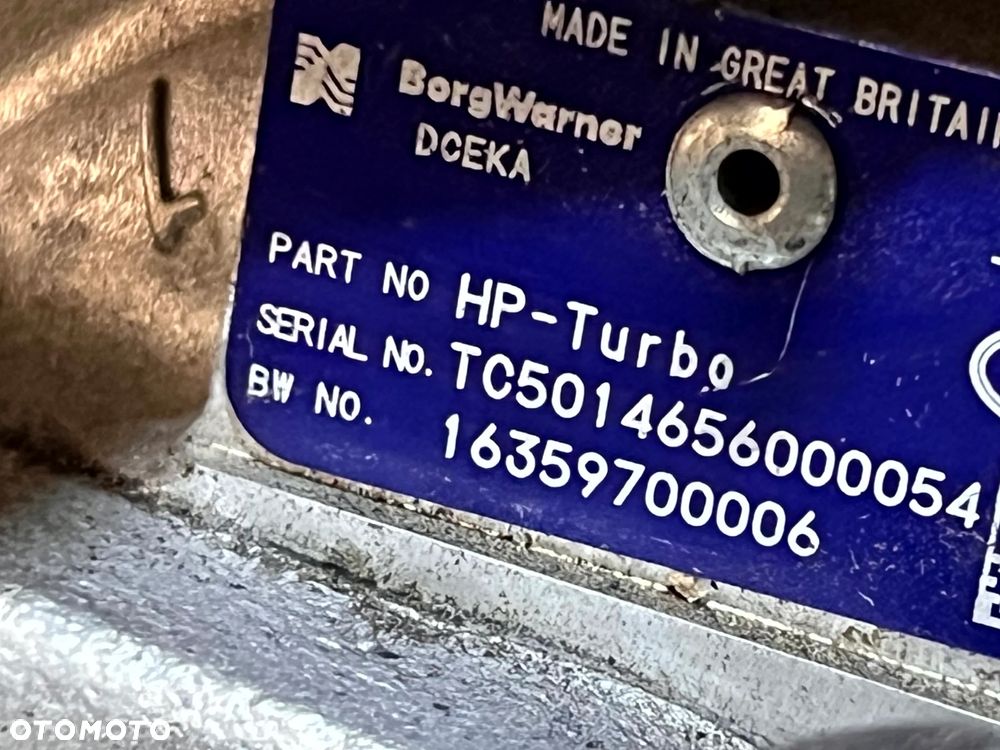 MADE IN GREAT BRITAIN
BorgWarner
DCEKA
PART NO HP-Turbo
SERIAL NO. TC5014656000054
BW NO. 16359700006
OTOMOTO